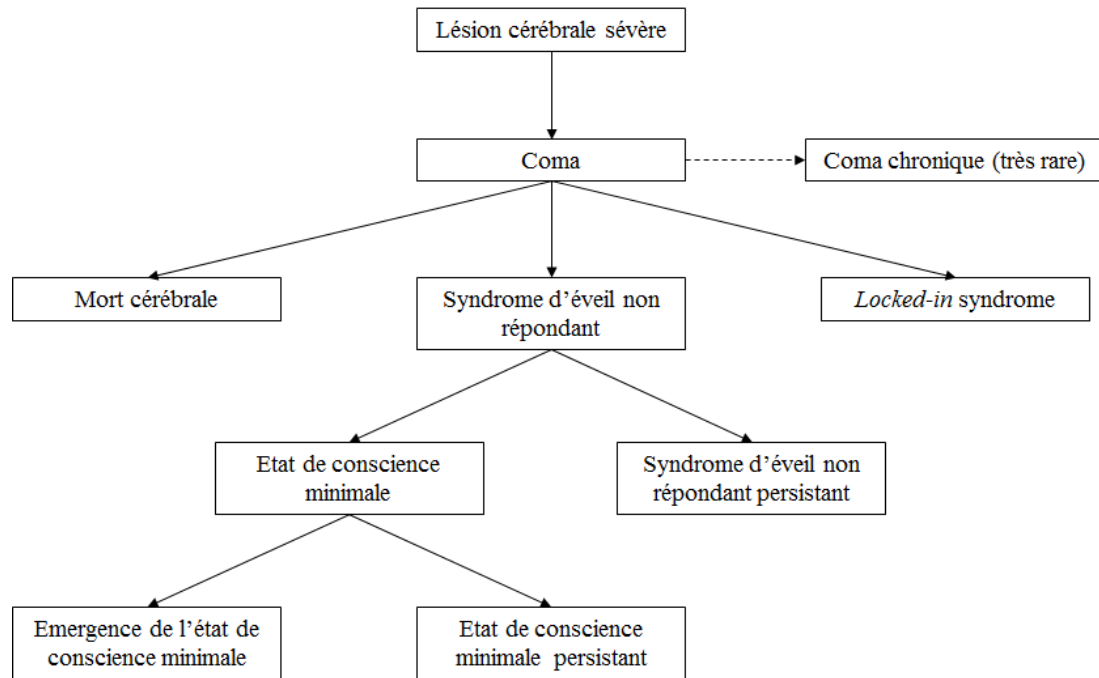 Lésion cérébrale sévère
Coma
Coma chronique (très rare)
Mort cérébrale
Syndrome d'éveil non
répondant
Locked-in syndrome
Etat de conscience
minimale
Syndrome d'éveil non
répondant persistant
Emergence de l'état de
conscience minimale
Etat de conscience
minimale persistant